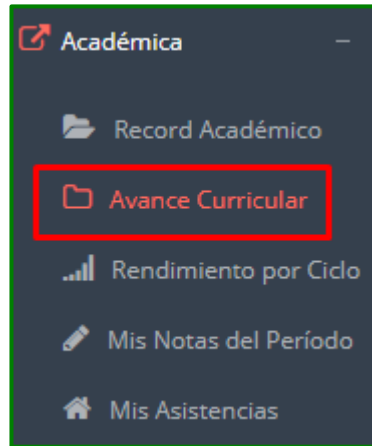 Académica
Record Académico
Avance Curricular
Rendimiento por Ciclo
Mis Notas del Período
Mis Asistencias